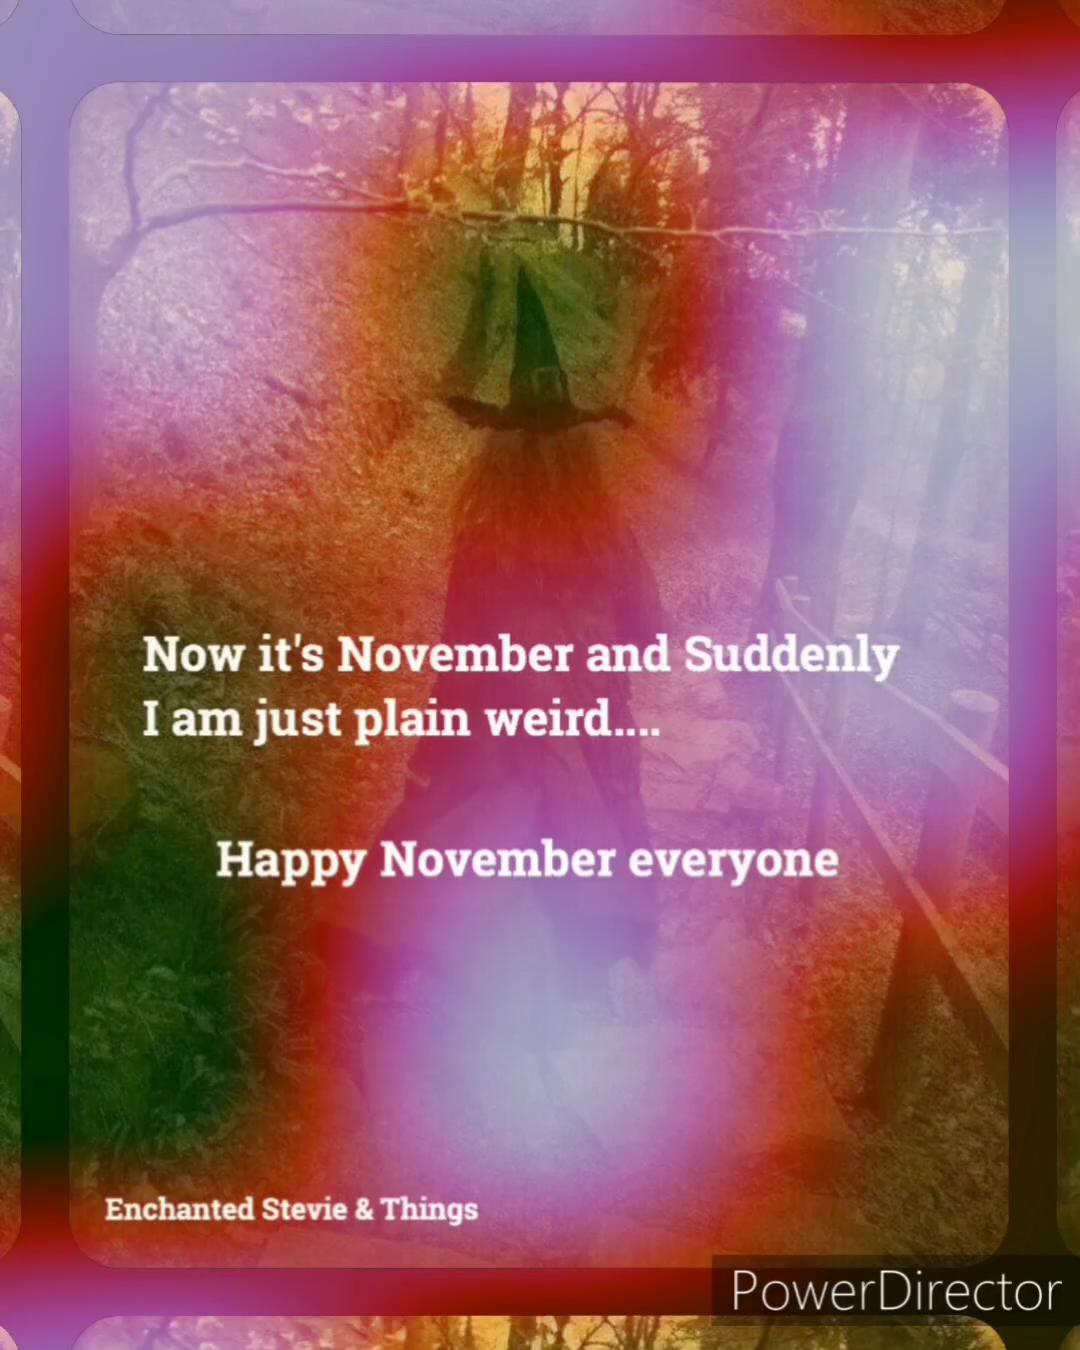 Now it's November and Suddenly
I am just plain weird....
Happy November everyone
Enchanted Stevie & Things
PowerDirector